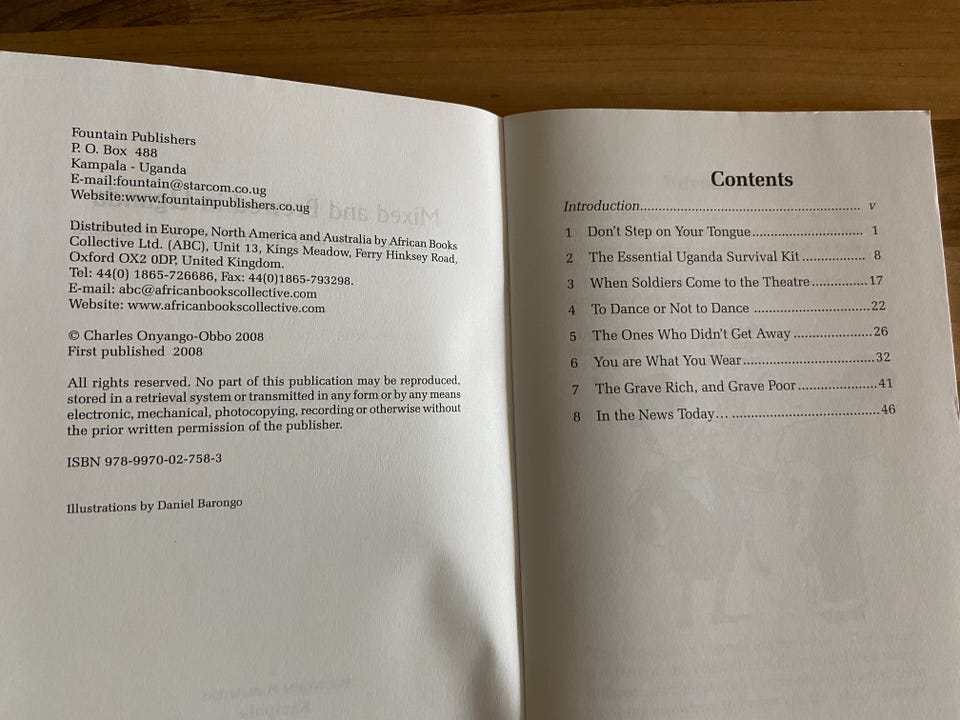 Fountain Publishers
P. O. Box 488
Kampala - Uganda
E-mail:fountain@starcom.co.ug
Website:www.fountainpublishers.co.ug
Distributed in Europe, North America and Australia by African Books
Collective Ltd. (ABC), Unit 13, Kings Meadow, Ferry Hinksey Road,
Oxford OX2 0DP, United Kingdom.
Tel: 44(0) 1865-726686, Fax: 44(0)1865-793298.
E-mail: abc@africanbookscollective.com
Website: www.africanbookscollective.com
© Charles Onyango-Obbo 2008
First published 2008
All rights reserved. No part of this publication may be reproduced,
stored in a retrieval system or transmitted in any form or by any means
electronic, mechanical, photocopying, recording or otherwise without
the prior written permission of the publisher.
ISBN 978-9970-02-758-3
Illustrations by Daniel Barongo
Contents
Introduction.................................................... v
1 Don't Step on Your Tongue.......................... 1
2 The Essential Uganda Survival Kit............... 8
3 When Soldiers Come to the Theatre.............17
4 To Dance or Not to Dance ...........................22
5 The Ones Who Didn't Get Away ..................26
6 You are What You Wear...............................32
7 The Grave Rich, and Grave Poor...................41
8 In the News Today… ...................................46